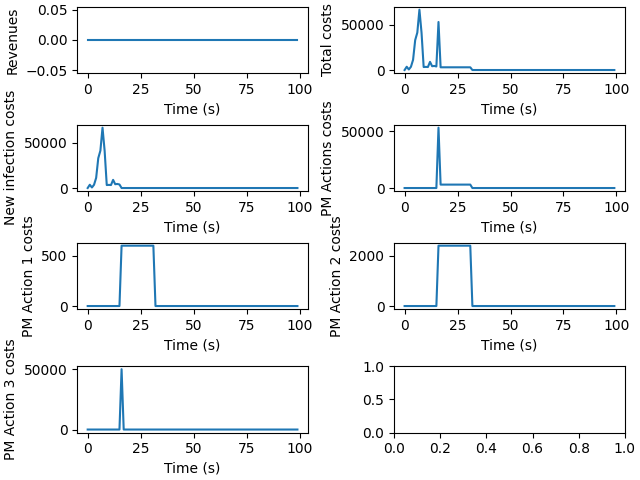 Revenues
0.05
0.00
−0.05
0 25 50 75 100
Time (s)
Total costs
50000
0
0 25 50 75 100
Time (s)
New infection costs
50000
0
0 25 50 75 100
Time (s)
PM Actions costs
50000
0
0 25 50 75 100
Time (s)
PM Action 1 costs
500
0
0 25 50 75 100
Time (s)
PM Action 2 costs
2000
0
0 25 50 75 100
Time (s)
PM Action 3 costs
50000
0
0 25 50 75 100
Time (s)
1.0
0.5
0.0
0.0 0.2 0.4 0.6 0.8 1.0